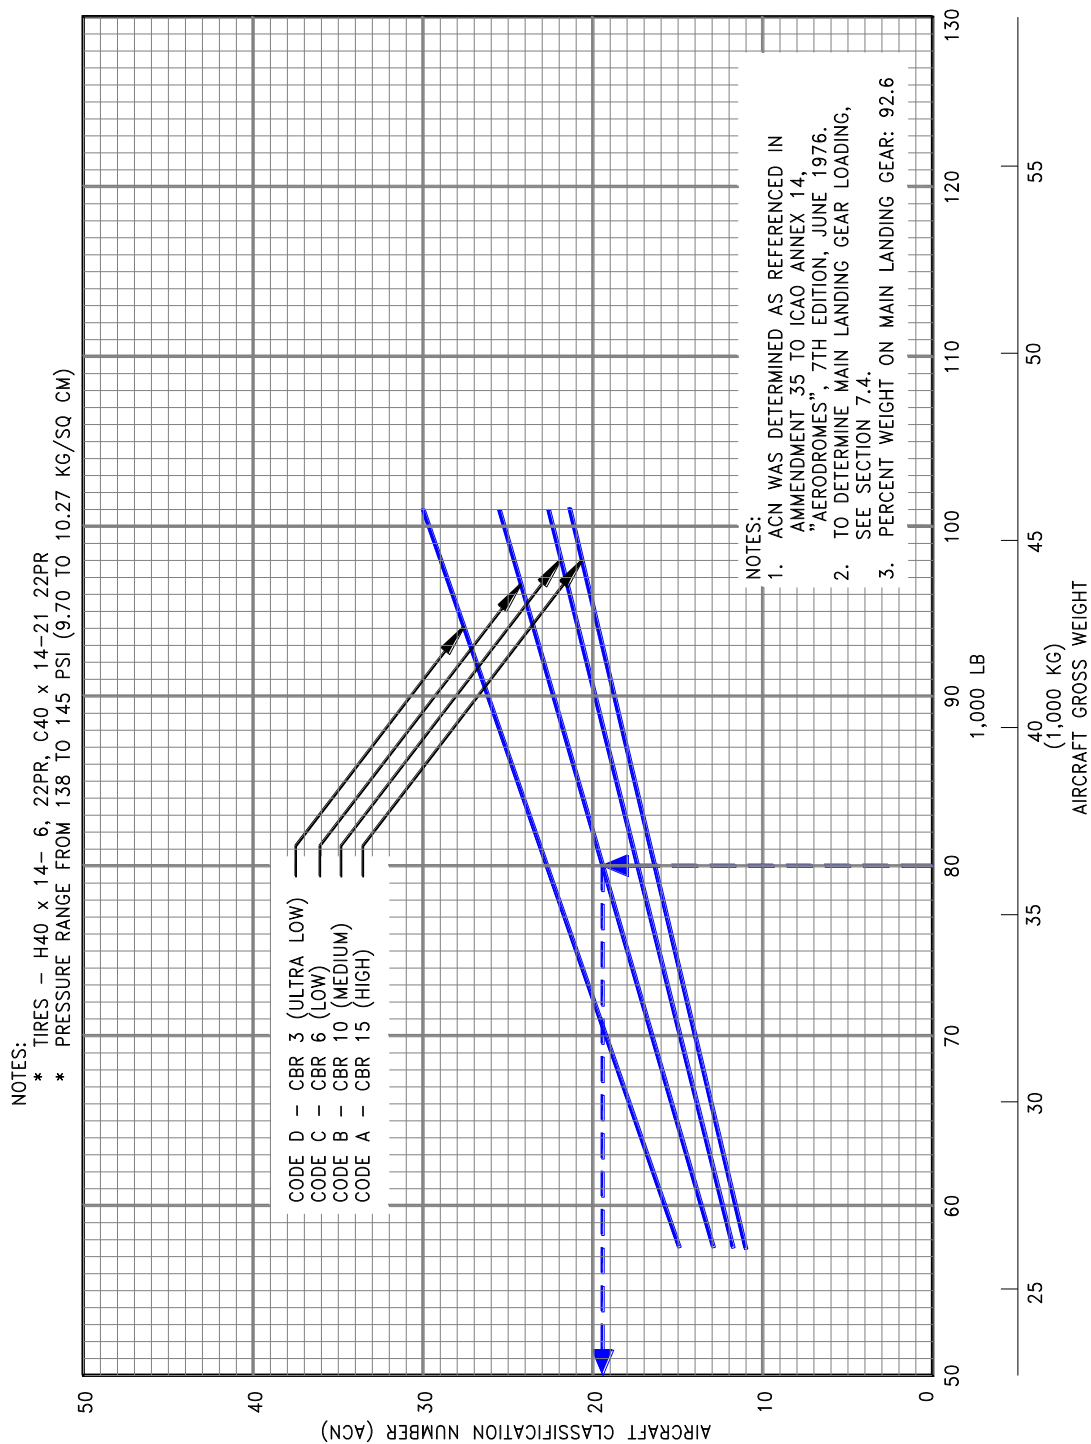 NOTES:
* TIRES – H40 x 14– 6, 22PR, C40 x 14–21 22PR
* PRESSURE RANGE FROM 138 TO 145 PSI (9.70 TO 10.27 KG/SQ CM)
AIRCRAFT CLASSIFICATION NUMBER (ACN)
50
40
30
20
10
0
CODE D – CBR 3 (ULTRA LOW)
CODE C – CBR 6 (LOW)
CODE B – CBR 10 (MEDIUM)
CODE A – CBR 15 (HIGH)
NOTES:
1. ACN WAS DETERMINED AS REFERENCED IN
AMMENDMENT 35 TO ICAO ANNEX 14,
"AERODROMES", 7TH EDITION, JUNE 1976.
2. TO DETERMINE MAIN LANDING GEAR LOADING,
SEE SECTION 7.4.
3. PERCENT WEIGHT ON MAIN LANDING GEAR: 92.6
50 60 70 80 90 100 110 120 130
1,000 LB
25 30 35 40 45 50 55
(1,000 KG)
AIRCRAFT GROSS WEIGHT